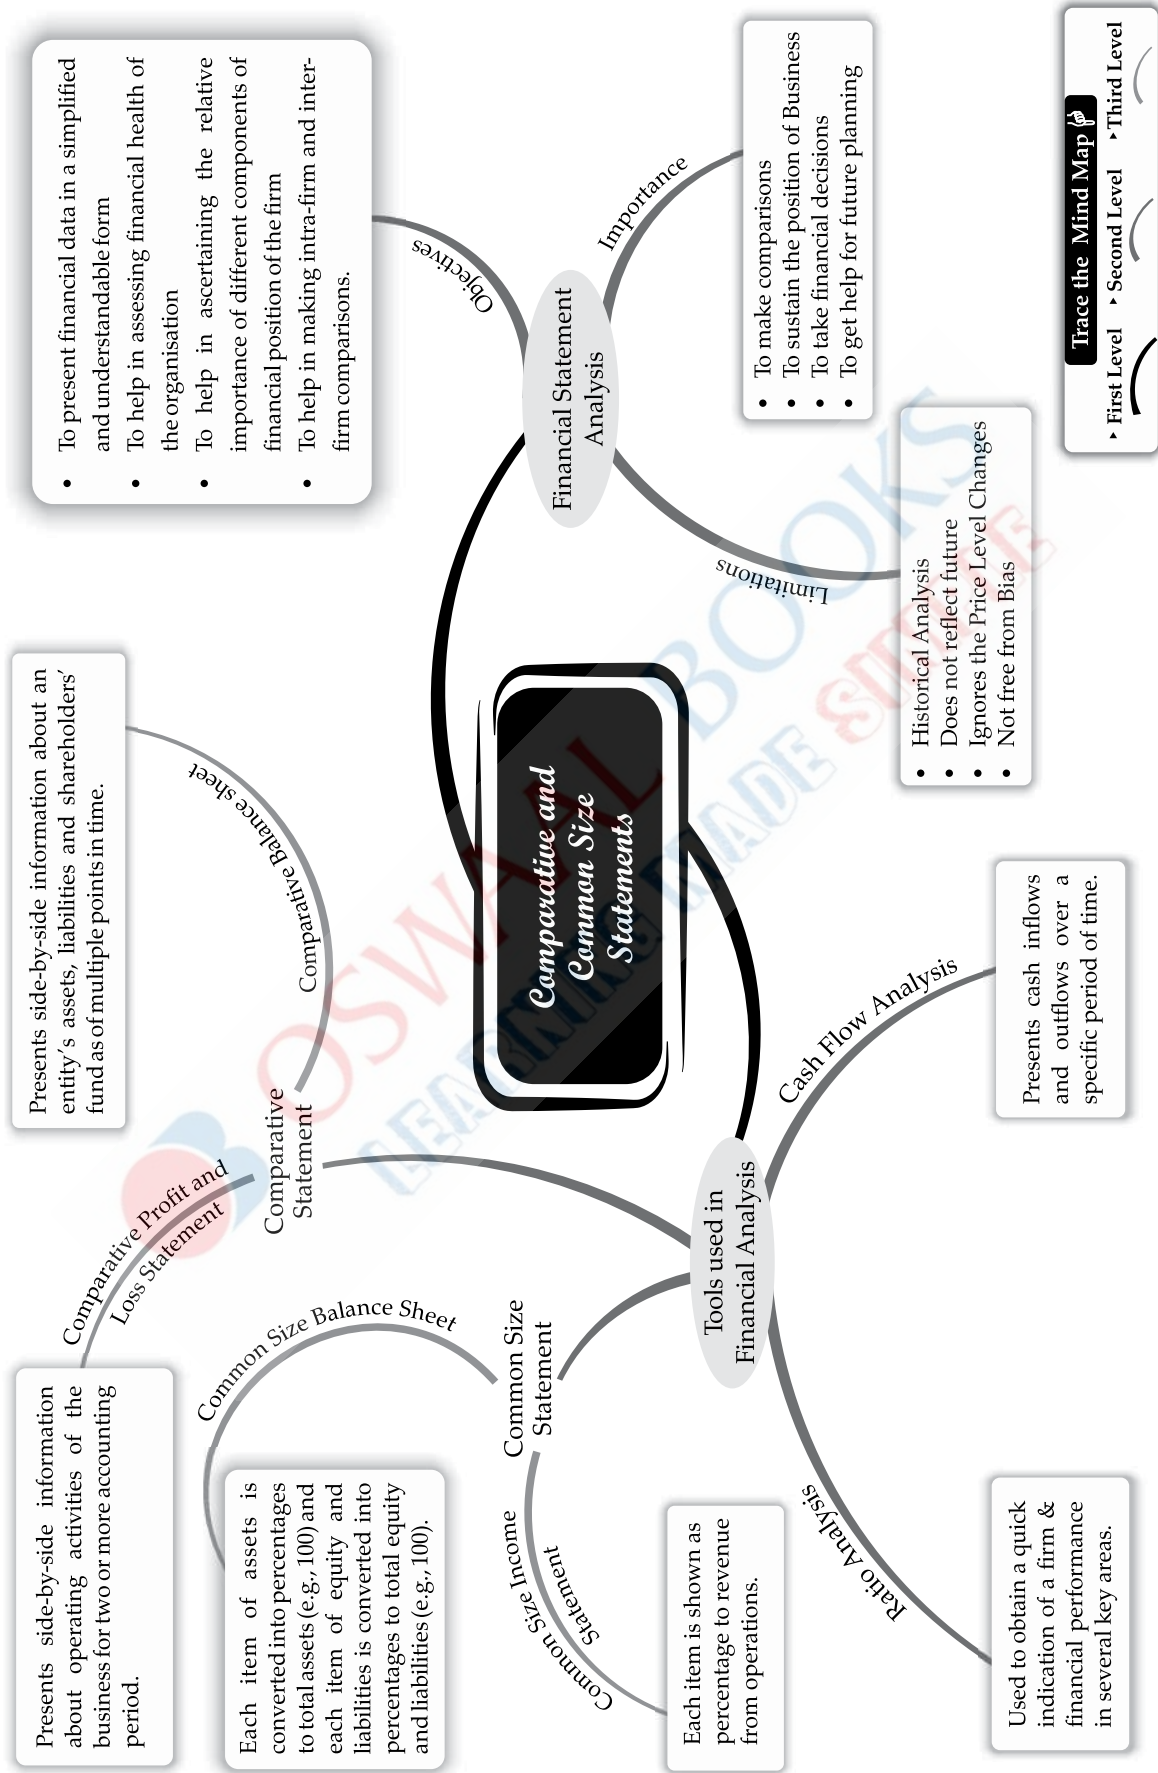 Presents side-by-side information
about operating activities of the
business for two or more accounting
period.
Comparative Profit and
Loss Statement
Presents side-by-side information about an
entity's assets, liabilities and shareholders'
fund as of multiple points in time.
Comparative Balance sheet
Comparative
Statement
Each item of assets is
converted into percentages
to total assets (e.g., 100) and
each item of equity and
liabilities is converted into
percentages to total equity
and liabilities (e.g., 100).
Common Size Balance Sheet
Common Size
Statement
Common Size Income
Statement
Each item is shown as
percentage to revenue
from operations.
Tools used in
Financial Analysis
Ratio Analysis
Used to obtain a quick
indication of a firm &
financial performance
in several key areas.
Cash Flow Analysis
Presents cash inflows
and outflows over a
specific period of time.
Comparative and
Common Size
Statements
Financial Statement
Analysis
Objectives
• To present financial data in a simplified
and understandable form
• To help in assessing financial health of
the organisation
• To help in ascertaining the relative
importance of different components of
financial position of the firm
• To help in making intra-firm and inter-
firm comparisons.
Importance
• To make comparisons
• To sustain the position of Business
• To take financial decisions
• To get help for future planning
Limitations
• Historical Analysis
• Does not reflect future
• Ignores the Price Level Changes
• Not free from Bias
Trace the Mind Map
First Level Second Level Third Level
OSWAAL BOOKS
LEARNING MADE SIMPLE